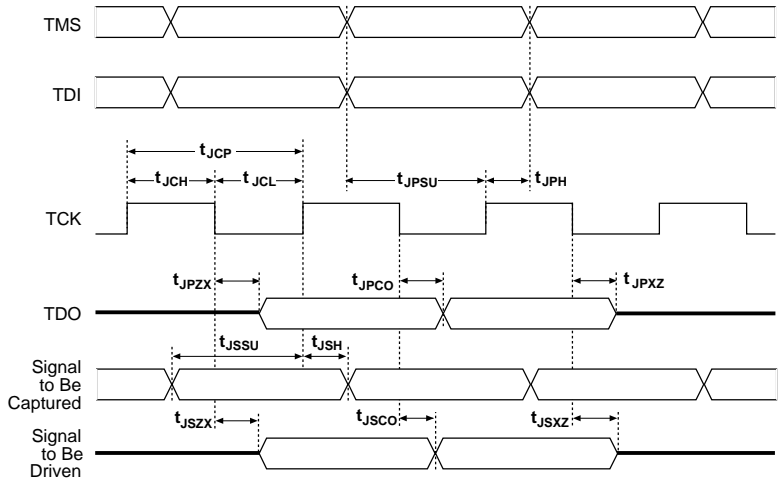 TMS
TDI
tJCP
tJCH
tJCL
tJPSU
tJPH
TCK
tJPZX
tJPCO
tJPXZ
TDO
tJSSU
tJSH
Signal
to Be
Captured
tJSZX
tJSCO
tJSXZ
Signal
to Be
Driven